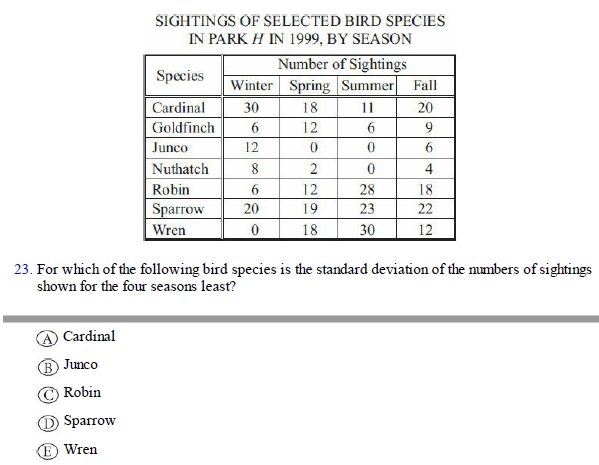 SIGHTINGS OF SELECTED BIRD SPECIES
IN PARK H IN 1999, BY SEASON
Species Number of Sightings
Winter Spring Summer Fall
Cardinal 30 18 11 20
Goldfinch 6 12 6 9
Junco 12 0 0 6
Nuthatch 8 2 0 4
Robin 6 12 28 18
Sparrow 20 19 23 22
Wren 0 18 30 12
23. For which of the following bird species is the standard deviation of the numbers of sightings
shown for the four seasons least?
A Cardinal
B Junco
C Robin
D Sparrow
E Wren